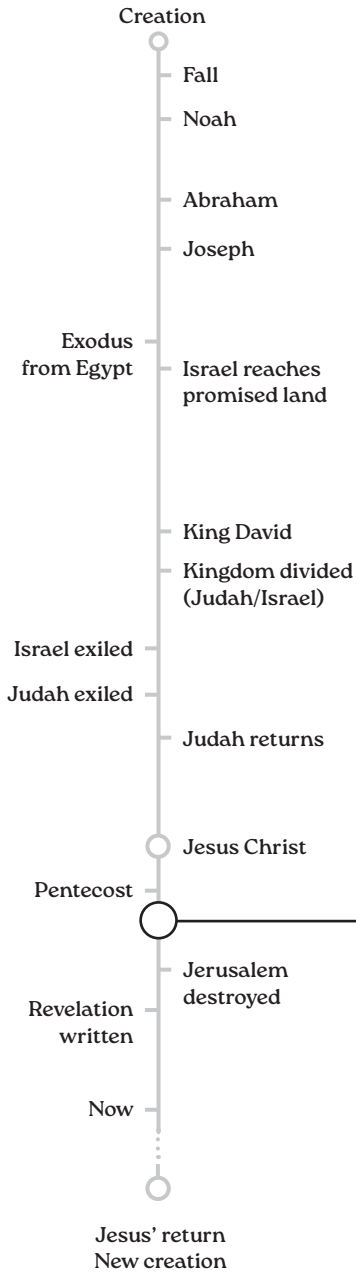 Creation
Fall
Noah
Abraham
Joseph
Exodus
from Egypt
Israel reaches
promised land
King David
Kingdom divided
(Judah/Israel)
Israel exiled
Judah exiled
Judah returns
Jesus Christ
Pentecost
Jerusalem
destroyed
Revelation
written
Now
Jesus’ return
New creation